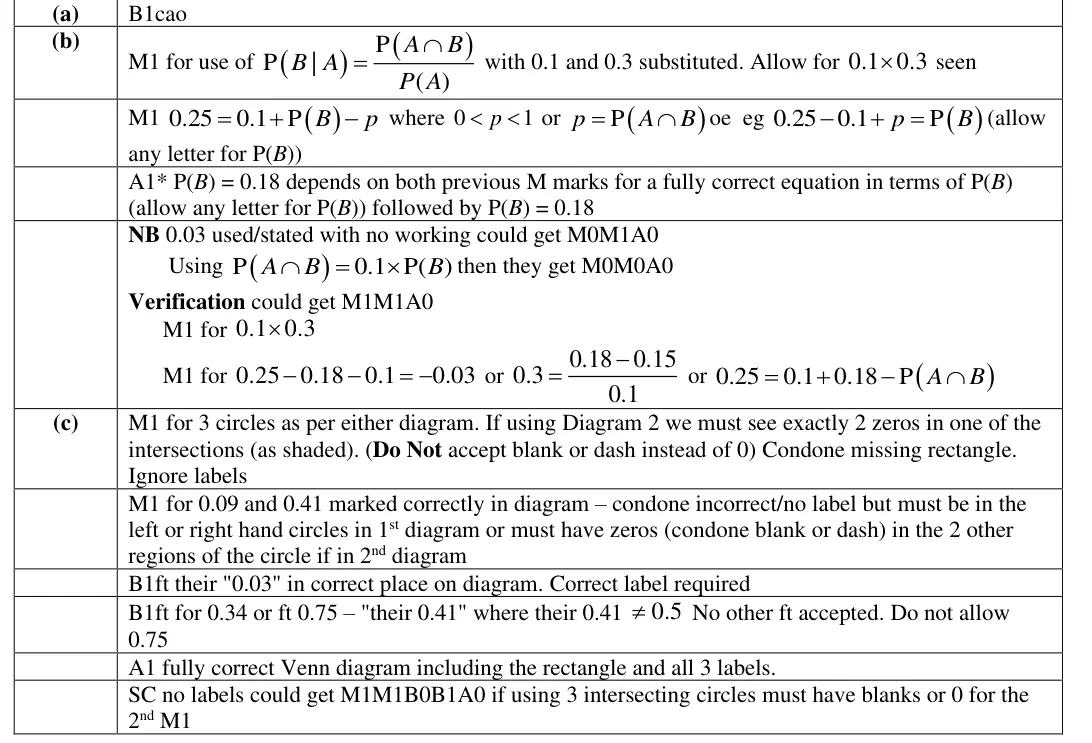 (a) B1cao
(b) M1 for use of P(B | A) = P(A ∩ B) / P(A) with 0.1 and 0.3 substituted. Allow for 0.1×0.3 seen
M1 0.25 = 0.1 + P(B) − p where 0 < p < 1 or p = P(A ∩ B) oe eg 0.25 − 0.1 + p = P(B) (allow
any letter for P(B))
A1* P(B) = 0.18 depends on both previous M marks for a fully correct equation in terms of P(B)
(allow any letter for P(B)) followed by P(B) = 0.18
NB 0.03 used/stated with no working could get M0M1A0
Using P(A ∩ B) = 0.1×P(B) then they get M0M0A0
Verification could get M1M1A0
M1 for 0.1×0.3
M1 for 0.25 − 0.18 − 0.1 = −0.03 or 0.3 = (0.18 − 0.15) / 0.1 or 0.25 = 0.1 + 0.18 − P(A ∩ B)
(c) M1 for 3 circles as per either diagram. If using Diagram 2 we must see exactly 2 zeros in one of the
intersections (as shaded). (Do Not accept blank or dash instead of 0) Condone missing rectangle.
Ignore labels
M1 for 0.09 and 0.41 marked correctly in diagram – condone incorrect/no label but must be in the
left or right hand circles in 1st diagram or must have zeros (condone blank or dash) in the 2 other
regions of the circle if in 2nd diagram
B1ft their "0.03" in correct place on diagram. Correct label required
B1ft for 0.34 or ft 0.75 – "their 0.41" where their 0.41 ≠ 0.5 No other ft accepted. Do not allow
0.75
A1 fully correct Venn diagram including the rectangle and all 3 labels.
SC no labels could get M1M1B0B1A0 if using 3 intersecting circles must have blanks or 0 for the
2nd M1